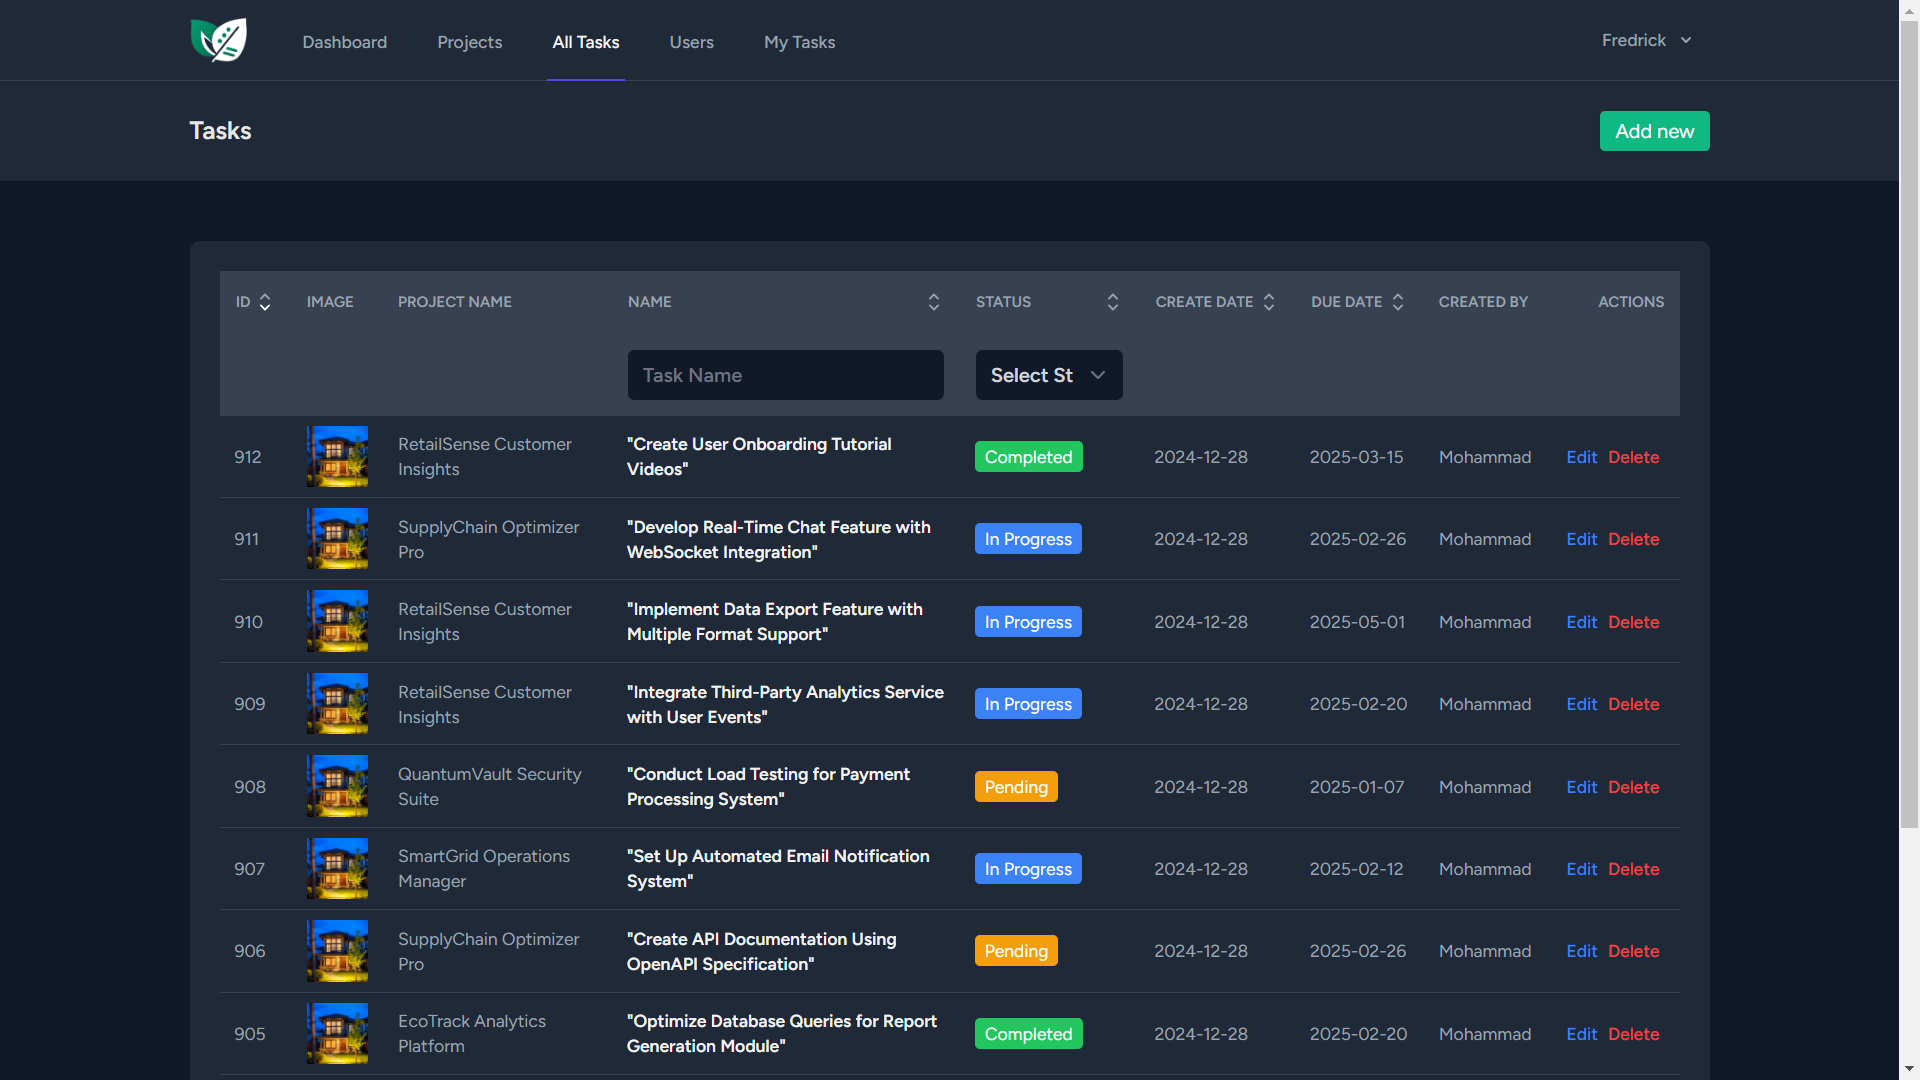 Dashboard Projects All Tasks Users My Tasks Fredrick
Tasks
Add new
ID IMAGE PROJECT NAME NAME STATUS CREATE DATE DUE DATE CREATED BY ACTIONS
Task Name Select St
912 RetailSense Customer Insights "Create User Onboarding Tutorial Videos" Completed 2024-12-28 2025-03-15 Mohammad Edit Delete
911 SupplyChain Optimizer Pro "Develop Real-Time Chat Feature with WebSocket Integration" In Progress 2024-12-28 2025-02-26 Mohammad Edit Delete
910 RetailSense Customer Insights "Implement Data Export Feature with Multiple Format Support" In Progress 2024-12-28 2025-05-01 Mohammad Edit Delete
909 RetailSense Customer Insights "Integrate Third-Party Analytics Service with User Events" In Progress 2024-12-28 2025-02-20 Mohammad Edit Delete
908 QuantumVault Security Suite "Conduct Load Testing for Payment Processing System" Pending 2024-12-28 2025-01-07 Mohammad Edit Delete
907 SmartGrid Operations Manager "Set Up Automated Email Notification System" In Progress 2024-12-28 2025-02-12 Mohammad Edit Delete
906 SupplyChain Optimizer Pro "Create API Documentation Using OpenAPI Specification" Pending 2024-12-28 2025-02-26 Mohammad Edit Delete
905 EcoTrack Analytics Platform "Optimize Database Queries for Report Generation Module" Completed 2024-12-28 2025-02-20 Mohammad Edit Delete